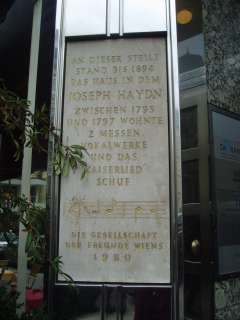 AN DIESER STELLE
STAND BIS 1894
DAS HAUS IN DEM
JOSEPH HAYDN
ZWISCHEN 1795
UND 1797 WOHNTE
2 MESSEN
VOKALWERKE
UND DAS
"KAISERLIED"
SCHUF
DIE GESELLSCHAFT
DER FREUNDE WIENS
1980